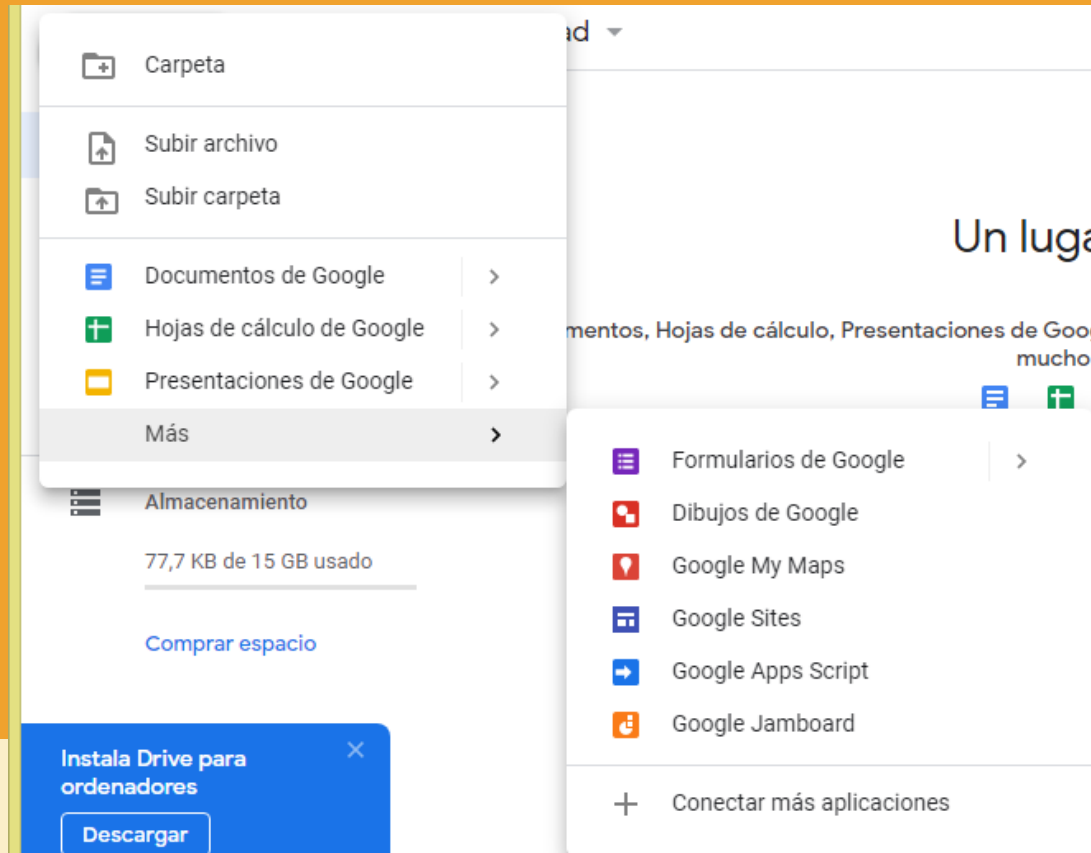 ad
Carpeta
Subir archivo
Subir carpeta
Documentos de Google
Hojas de cálculo de Google
Presentaciones de Google
Más
Un luga
mentos, Hojas de cálculo, Presentaciones de Goo
mucho
Formularios de Google
Dibujos de Google
Google My Maps
Google Sites
Google Apps Script
Google Jamboard
Conectar más aplicaciones
Almacenamiento
77,7 KB de 15 GB usado
Comprar espacio
Instala Drive para
ordenadores
Descargar